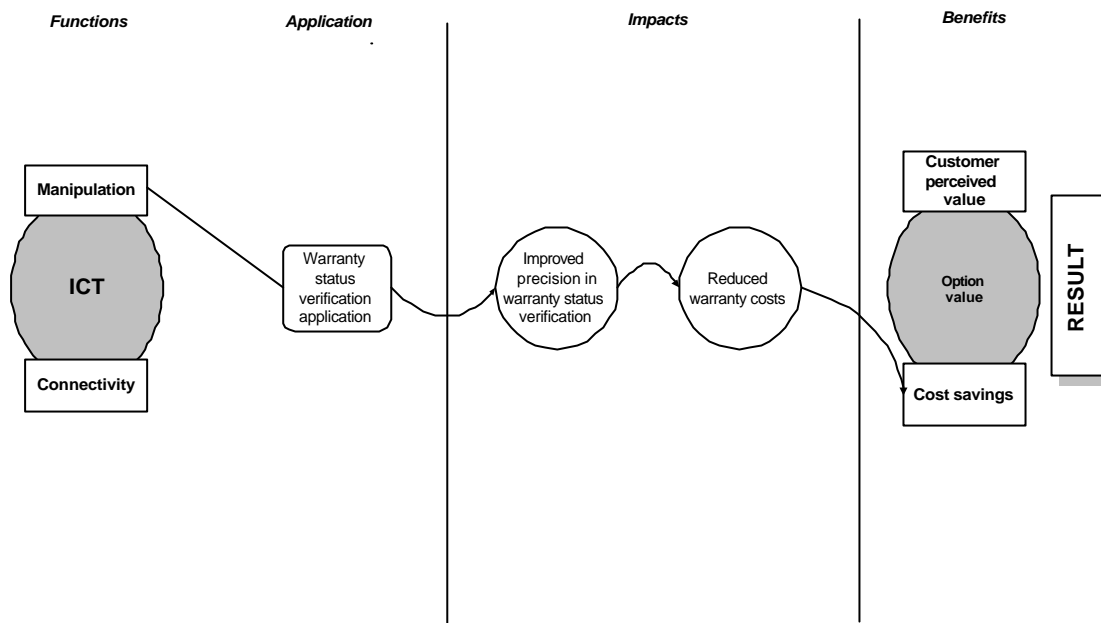 Functions
Application
Impacts
Benefits
Manipulation
ICT
Connectivity
Warranty
status
verification
application
Improved
precision in
warranty status
verification
Reduced
warranty costs
Customer
perceived
value
Option
value
Cost savings
RESULT